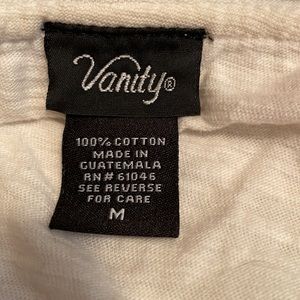 Vanity®
100% COTTON
MADE IN
GUATEMALA
RN# 61046
SEE REVERSE
FOR CARE
M